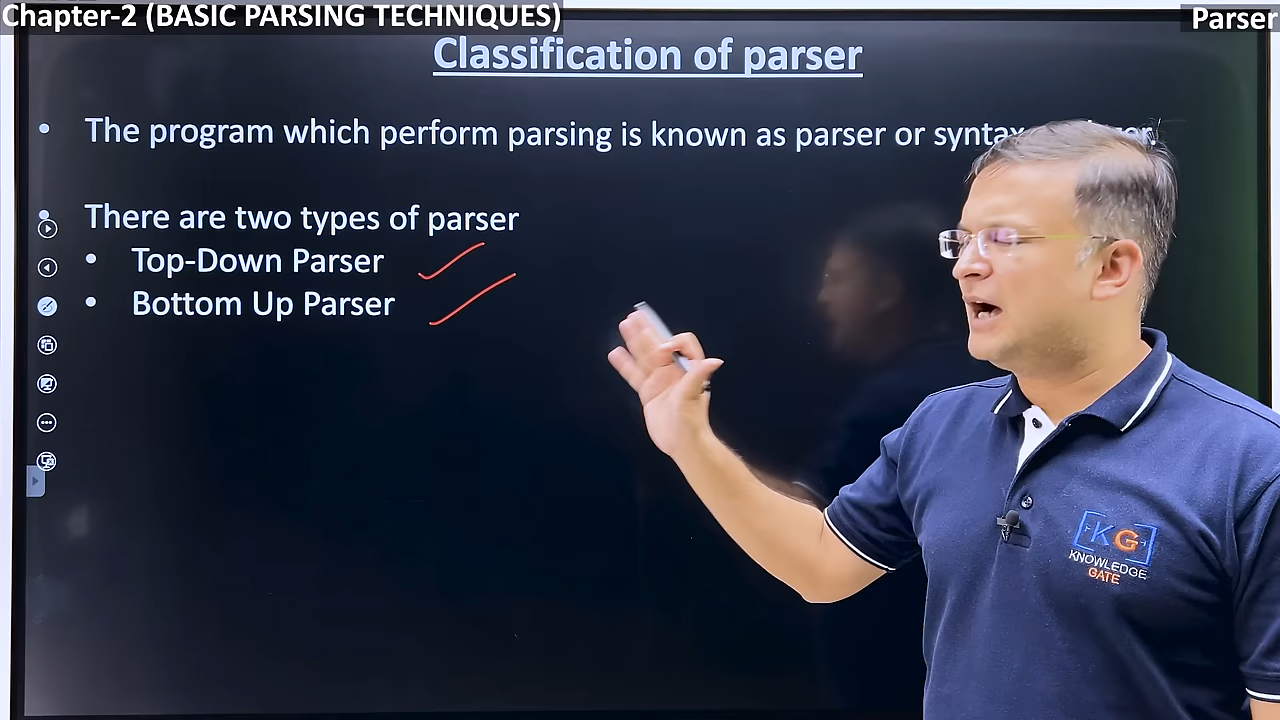 Chapter-2 (BASIC PARSING TECHNIQUES)
Parser
Classification of parser
• The program which perform parsing is known as parser or syntax
• There are two types of parser
• Top-Down Parser
• Bottom Up Parser
KG
KNOWLEDGE
GATE